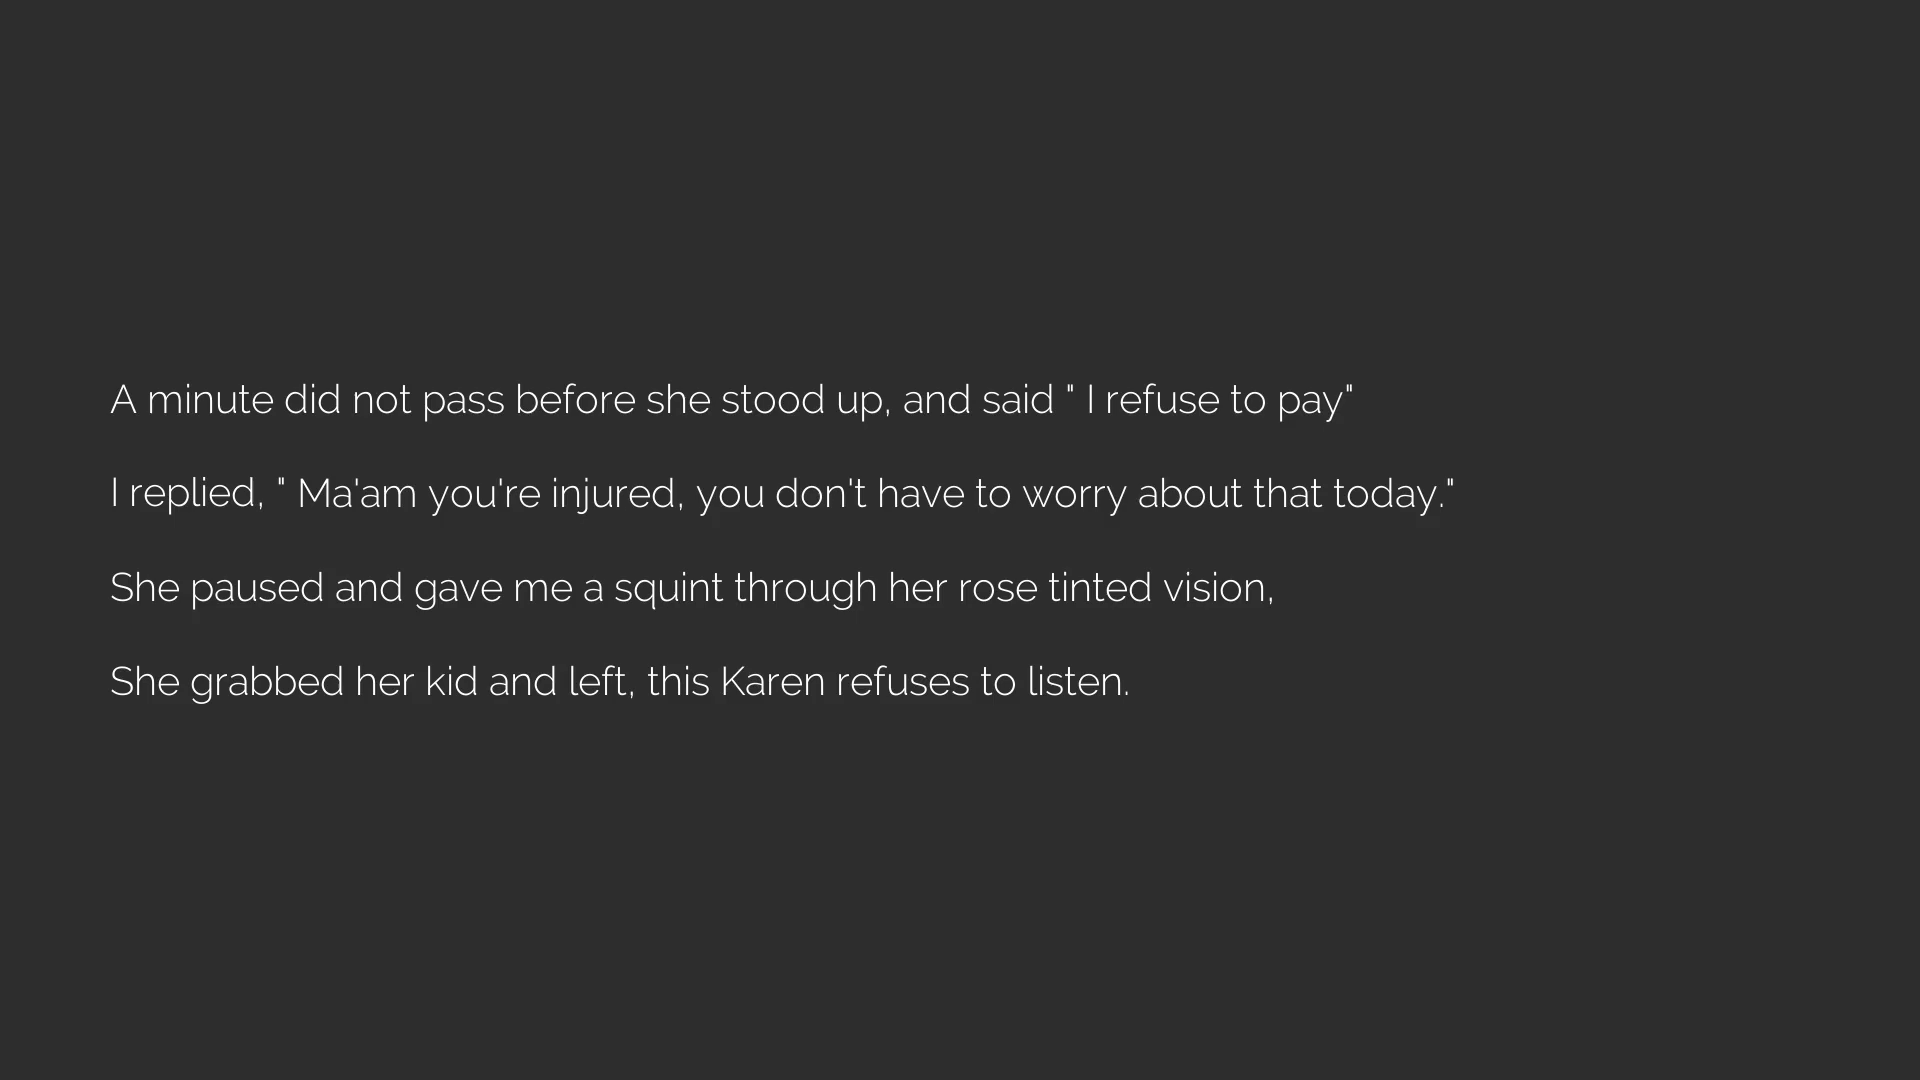 A minute did not pass before she stood up, and said " I refuse to pay"
I replied, " Ma'am you're injured, you don't have to worry about that today."
She paused and gave me a squint through her rose tinted vision,
She grabbed her kid and left, this Karen refuses to listen.